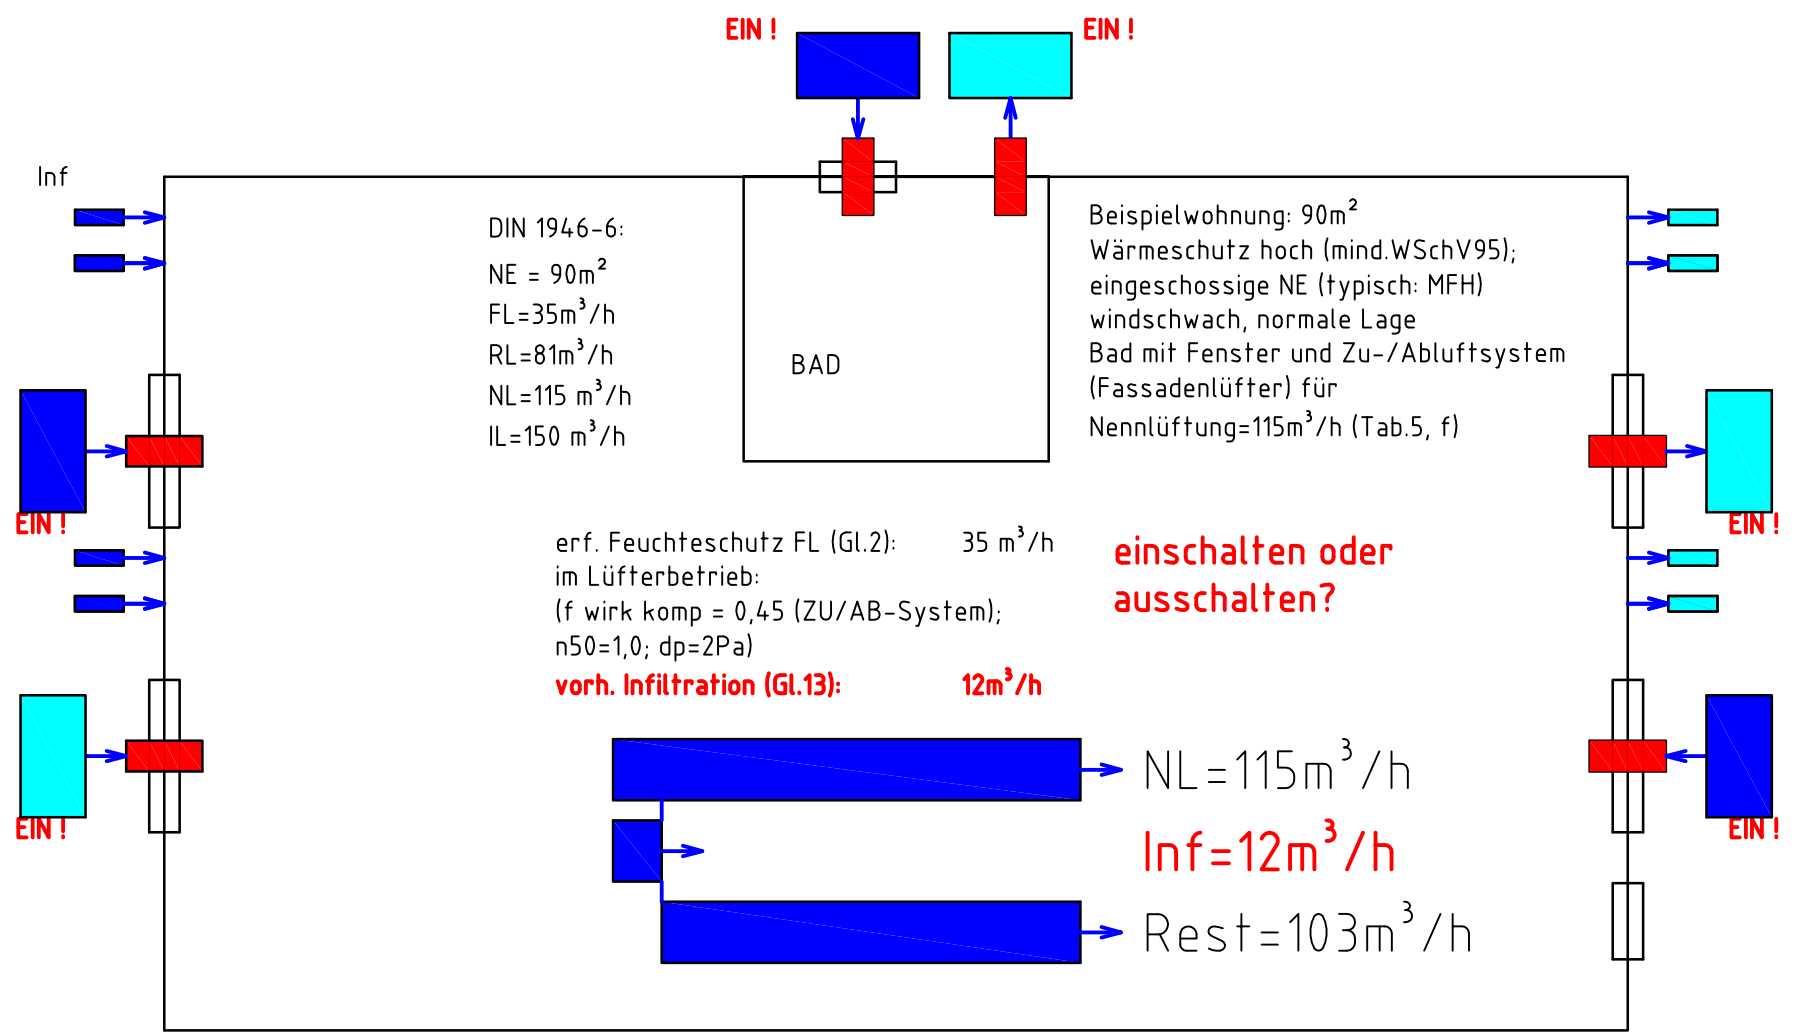 EIN !
EIN !
Inf
DIN 1946-6:
NE = 90m²
FL=35m³/h
RL=81m³/h
NL=115 m³/h
IL=150 m³/h
BAD
Beispielwohnung: 90m²
Wärmeschutz hoch (mind.WSchV95);
eingeschossige NE (typisch: MFH)
windschwach, normale Lage
Bad mit Fenster und Zu-/Abluftsystem
(Fassadenlüfter) für
Nennlüftung=115m³/h (Tab.5, f)
EIN !
EIN !
erf. Feuchteschutz FL (Gl.2): 35 m³/h
im Lüfterbetrieb:
(f wirk komp = 0,45 (ZU/AB-System);
n50=1,0; dp=2Pa)
vorh. Infiltration (Gl.13): 12m³/h
einschalten oder
ausschalten?
NL=115m³/h
Inf=12m³/h
Rest=103m³/h
EIN !
EIN !